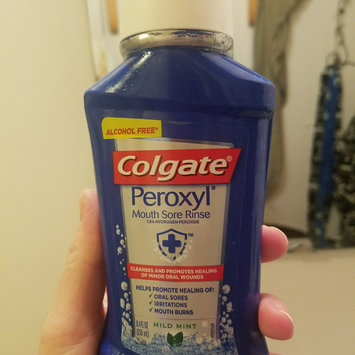 ALCOHOL FREE*
Colgate®
Peroxyl®
Mouth Sore Rinse
1.5% HYDROGEN PEROXIDE
TM
CLEANSES AND PROMOTES HEALING
OF MINOR ORAL WOUNDS
HELPS PROMOTE HEALING OF:
✓ ORAL SORES
✓ IRRITATIONS
✓ MOUTH BURNS
MILD MINT